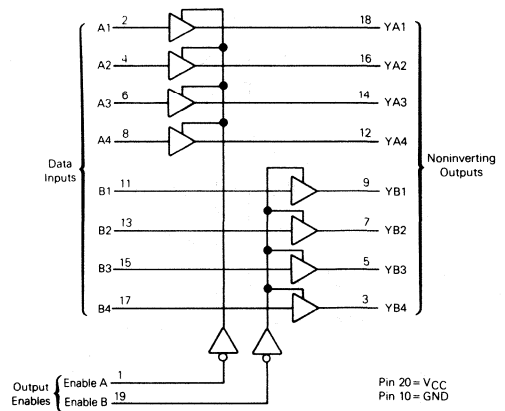 A1 2 18 YA1
A2 4 16 YA2
A3 6 14 YA3
A4 8 12 YA4
Data Inputs
Noninverting Outputs
B1 11 9 YB1
B2 13 7 YB2
B3 15 5 YB3
B4 17 3 YB4
Output Enables
Enable A 1
Enable B 19
Pin 20 = VCC
Pin 10 = GND